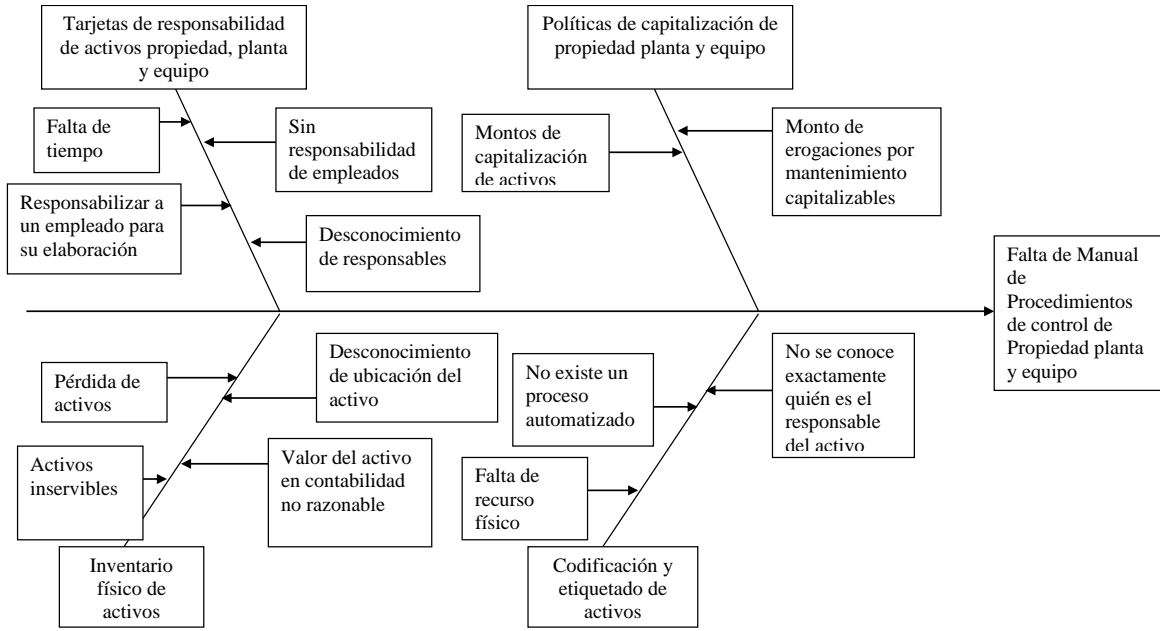 Tarjetas de responsabilidad
de activos propiedad, planta
y equipo
Políticas de capitalización de
propiedad planta y equipo
Falta de
tiempo
Sin
responsabilidad
de empleados
Montos de
capitalización
de activos
Monto de
erogaciones por
mantenimiento
capitalizables
Responsabilizar a
un empleado para
su elaboración
Desconocimiento
de responsables
Falta de Manual
de
Procedimientos
de control de
Propiedad planta
y equipo
Pérdida de
activos
Desconocimiento
de ubicación del
activo
No existe un
proceso
automatizado
No se conoce
exactamente
quién es el
responsable
del activo
Activos
inservibles
Valor del activo
en contabilidad
no razonable
Falta de
recurso
físico
Inventario
físico de
activos
Codificación y
etiquetado de
activos